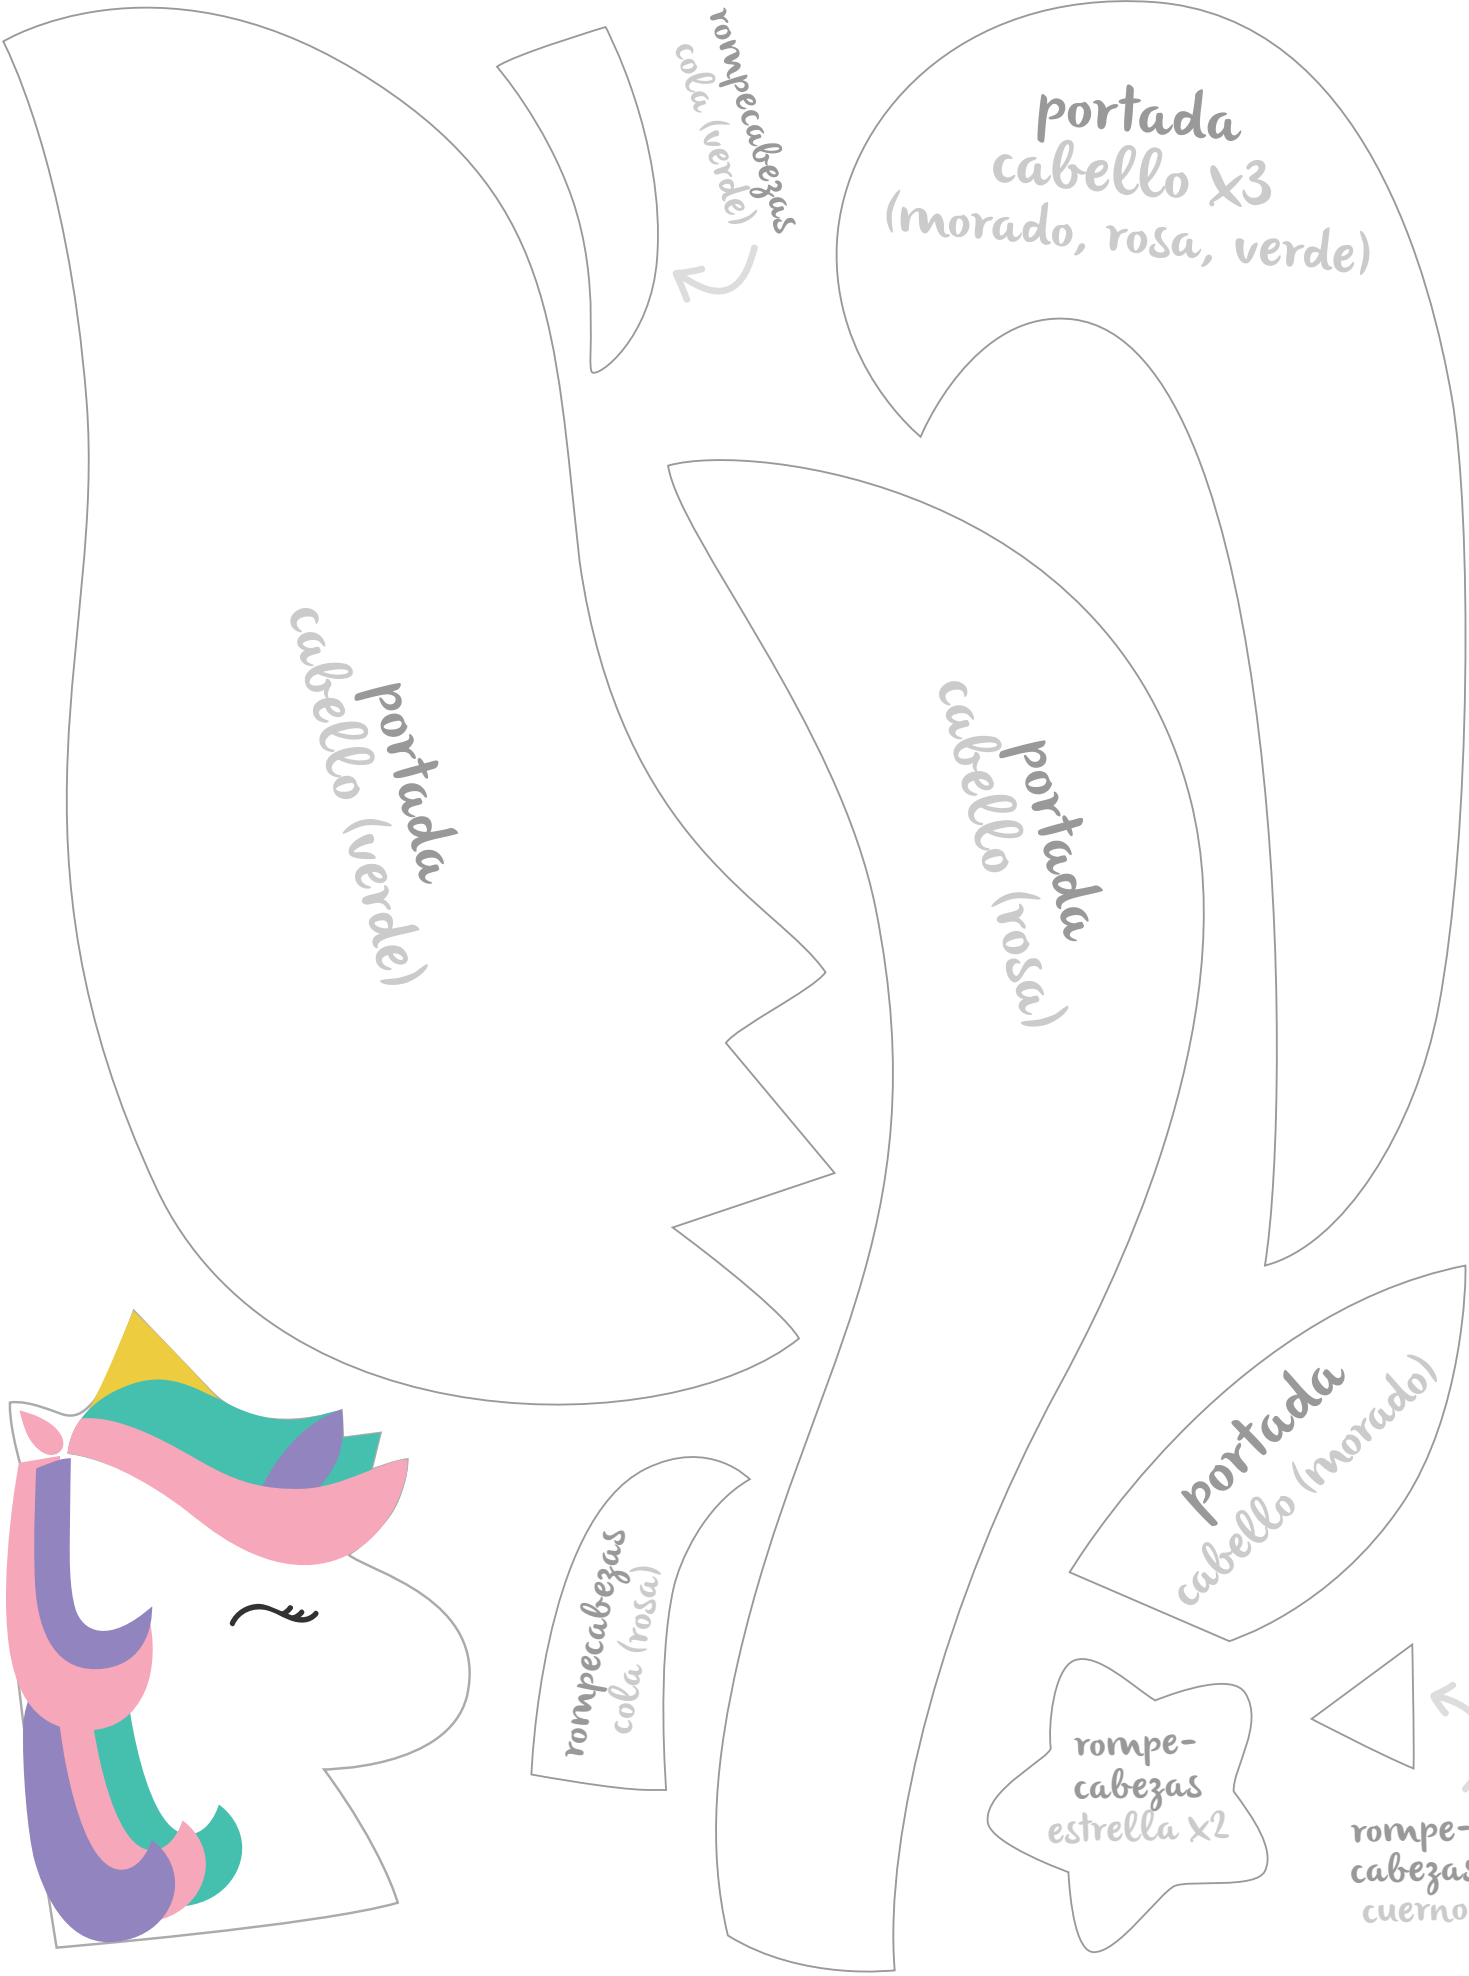 rompecabezas
cola (verde)
portada
cabello x3
(morado, rosa, verde)
portada
cabello (verde)
portada
cabello (rosa)
portada
cabello (morado)
rompecabezas
cola (rosa)
rompe-
cabezas
estrella x2
rompe-
cabezas
cuerno